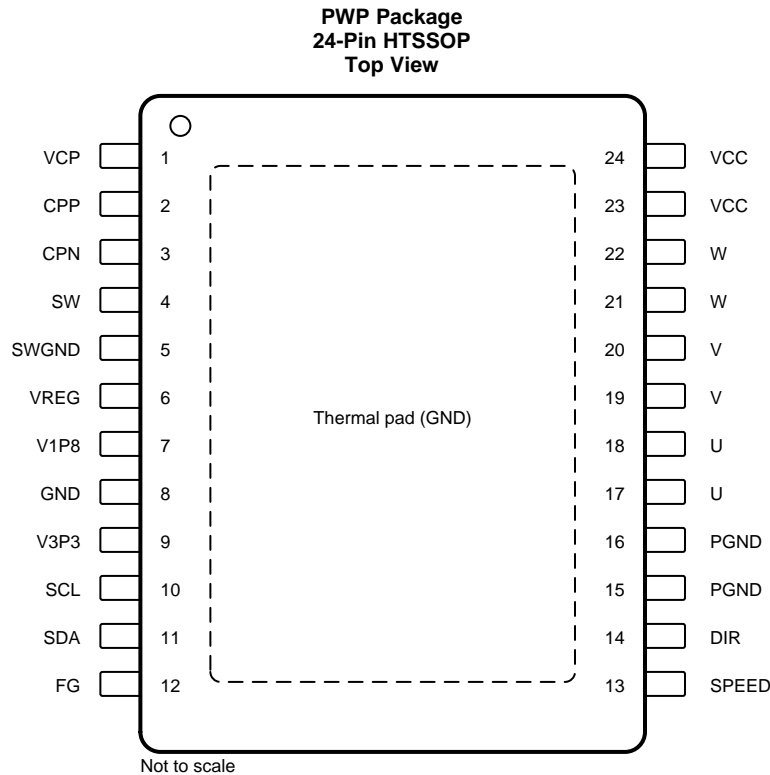 PWP Package
24-Pin HTSSOP
Top View
VCP 1 24 VCC
CPP 2 23 VCC
CPN 3 22 W
SW 4 21 W
SWGND 5 20 V
VREG 6 19 V
Thermal pad (GND)
V1P8 7 18 U
GND 8 17 U
V3P3 9 16 PGND
SCL 10 15 PGND
SDA 11 14 DIR
FG 12 13 SPEED
Not to scale